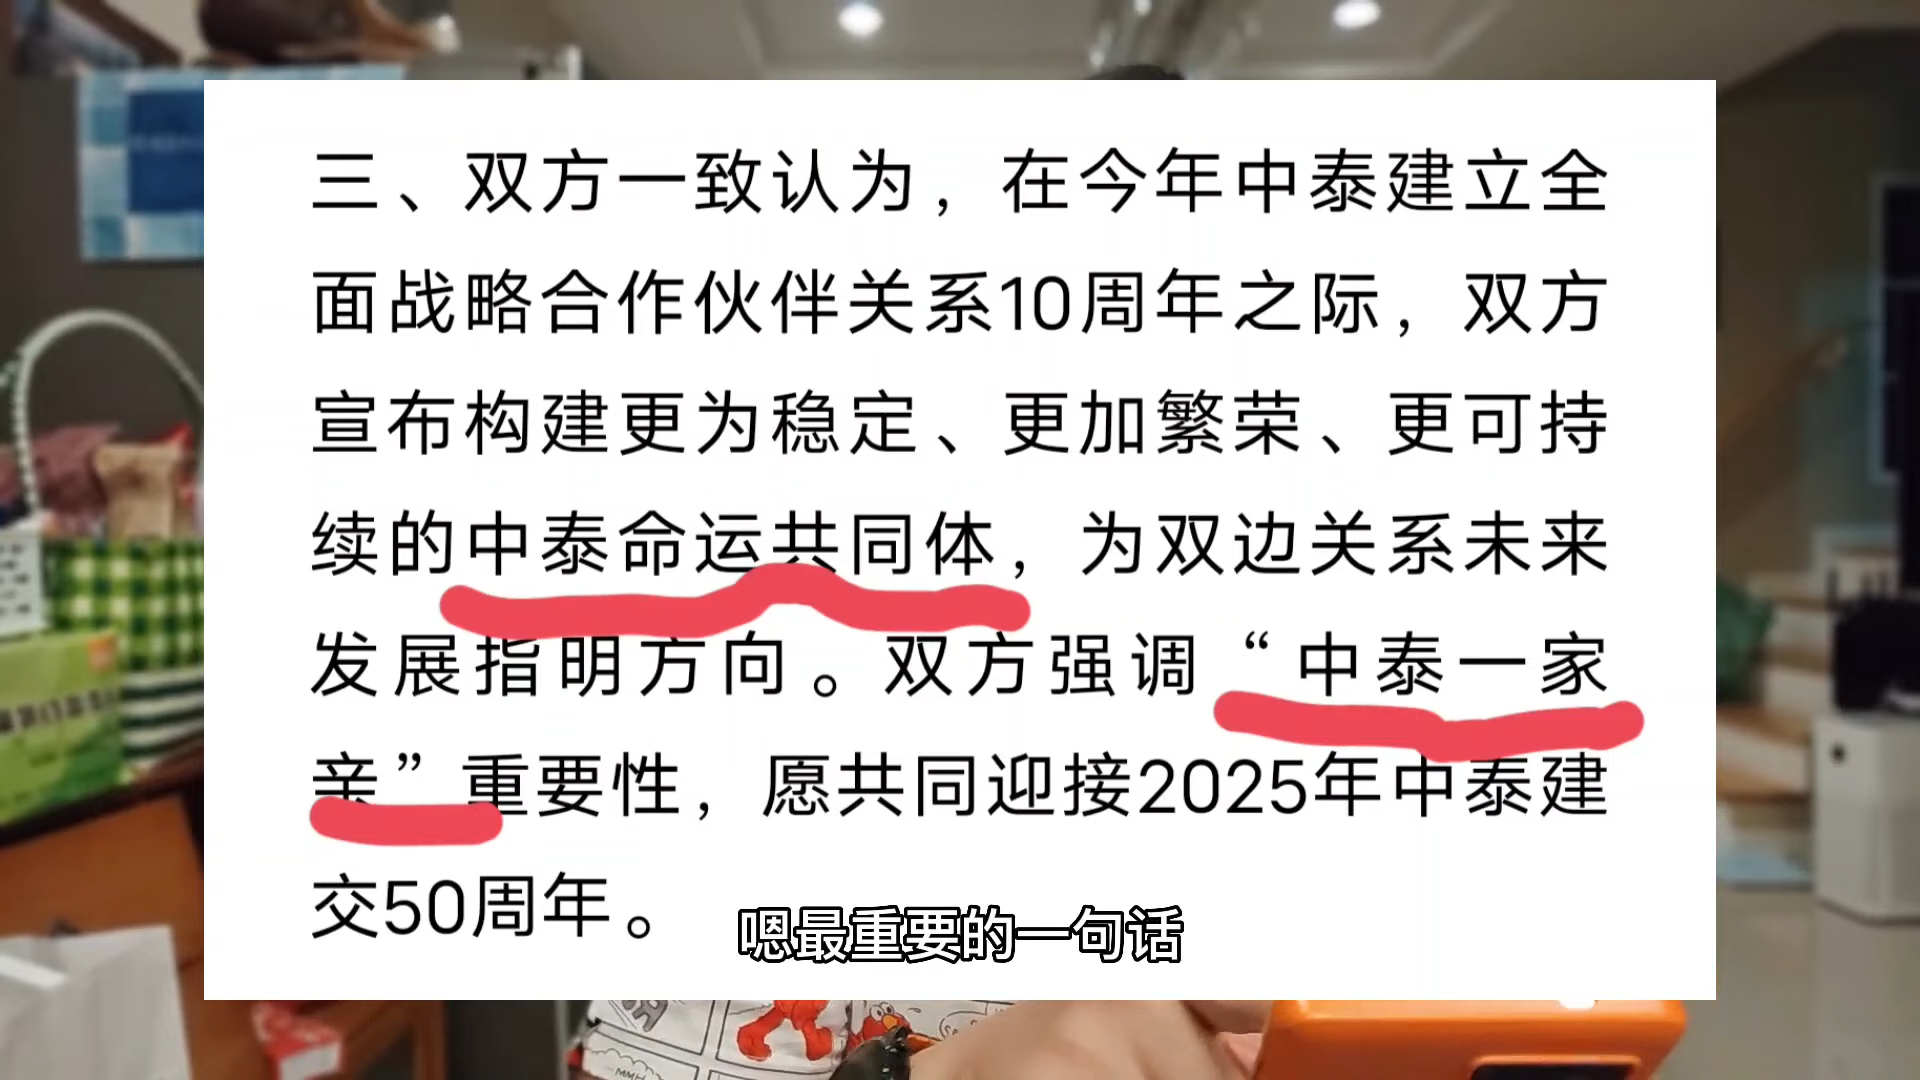 三、双方一致认为，在今年中泰建立全
面战略合作伙伴关系10周年之际，双方
宣布构建更为稳定、更加繁荣、更可持
续的中泰命运共同体，为双边关系未来
发展指明方向。双方强调“中泰一家
亲”重要性，愿共同迎接2025年中泰建
交50周年。
嗯最重要的一句话